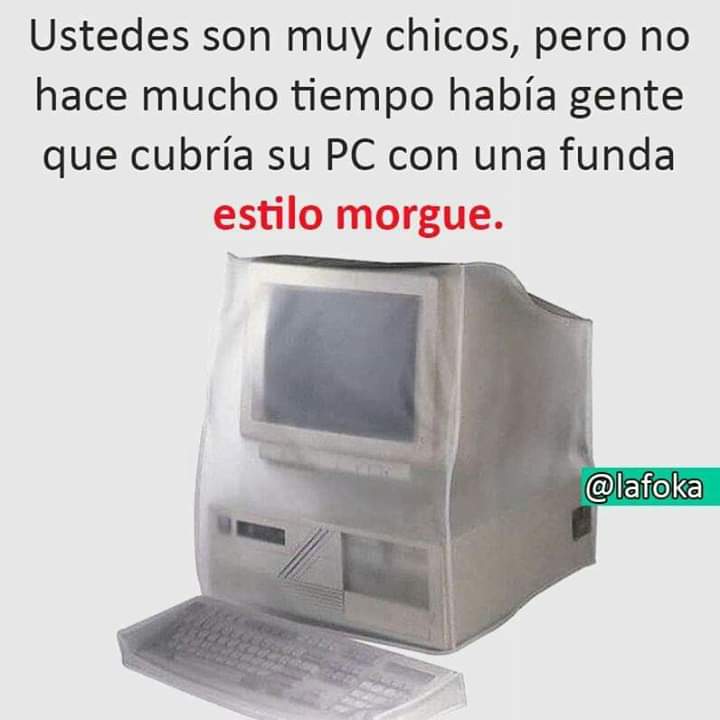 Ustedes son muy chicos, pero no
hace mucho tiempo había gente
que cubría su PC con una funda
estilo morgue.
@lafoka